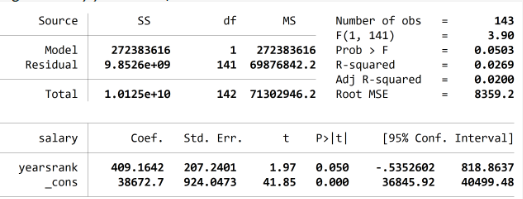 Source SS df MS Number of obs = 143
F(1, 141) = 3.90
Model 272383616 1 272383616 Prob > F = 0.0503
Residual 9.8526e+09 141 69876842.2 R-squared = 0.0269
Adj R-squared = 0.0200
Total 1.0125e+10 142 71302946.2 Root MSE = 8359.2
salary Coef. Std. Err. t P>|t| [95% Conf. Interval]
yearsrank 409.1642 207.2401 1.97 0.050 -.5352602 818.8637
_cons 38672.7 924.0473 41.85 0.000 36845.92 40499.48